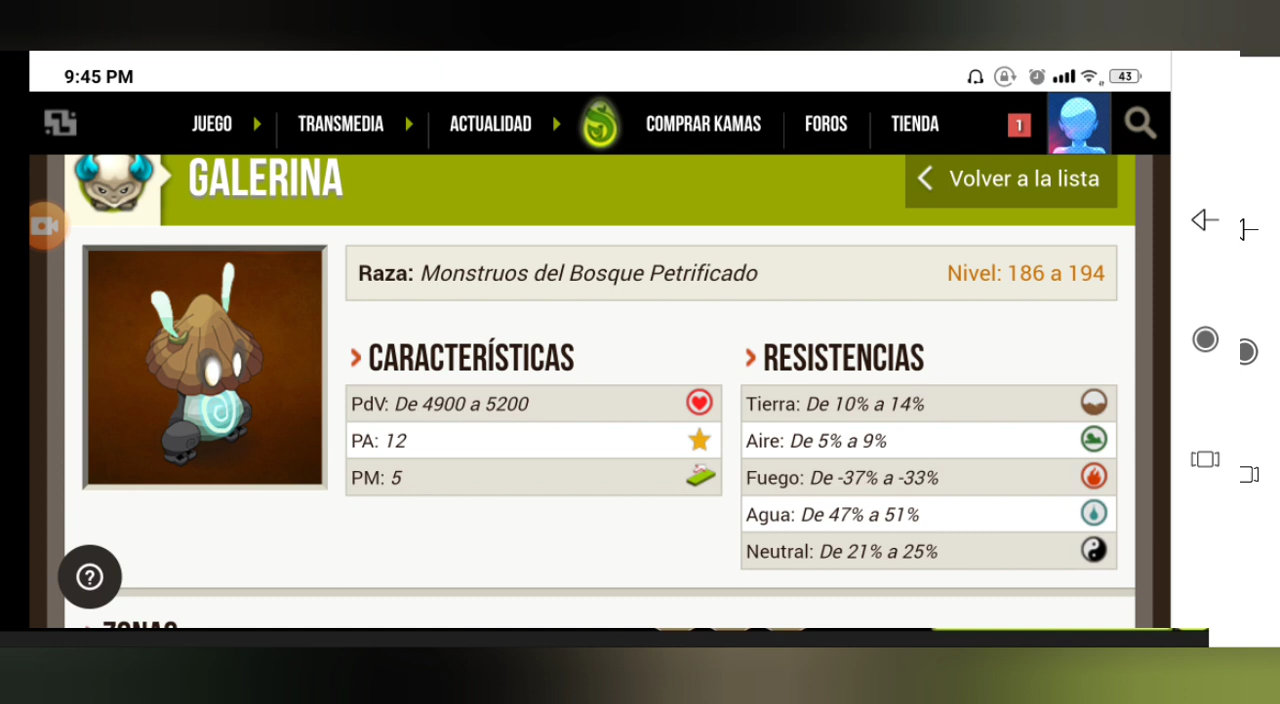 9:45 PM
43
JUEGO TRANSMEDIA ACTUALIDAD COMPRAR KAMAS FOROS TIENDA 1
GALERINA
Volver a la lista
Raza: Monstruos del Bosque Petrificado
Nivel: 186 a 194
CARACTERÍSTICAS
PdV: De 4900 a 5200
PA: 12
PM: 5
RESISTENCIAS
Tierra: De 10% a 14%
Aire: De 5% a 9%
Fuego: De -37% a -33%
Agua: De 47% a 51%
Neutral: De 21% a 25%
?
ZONAS